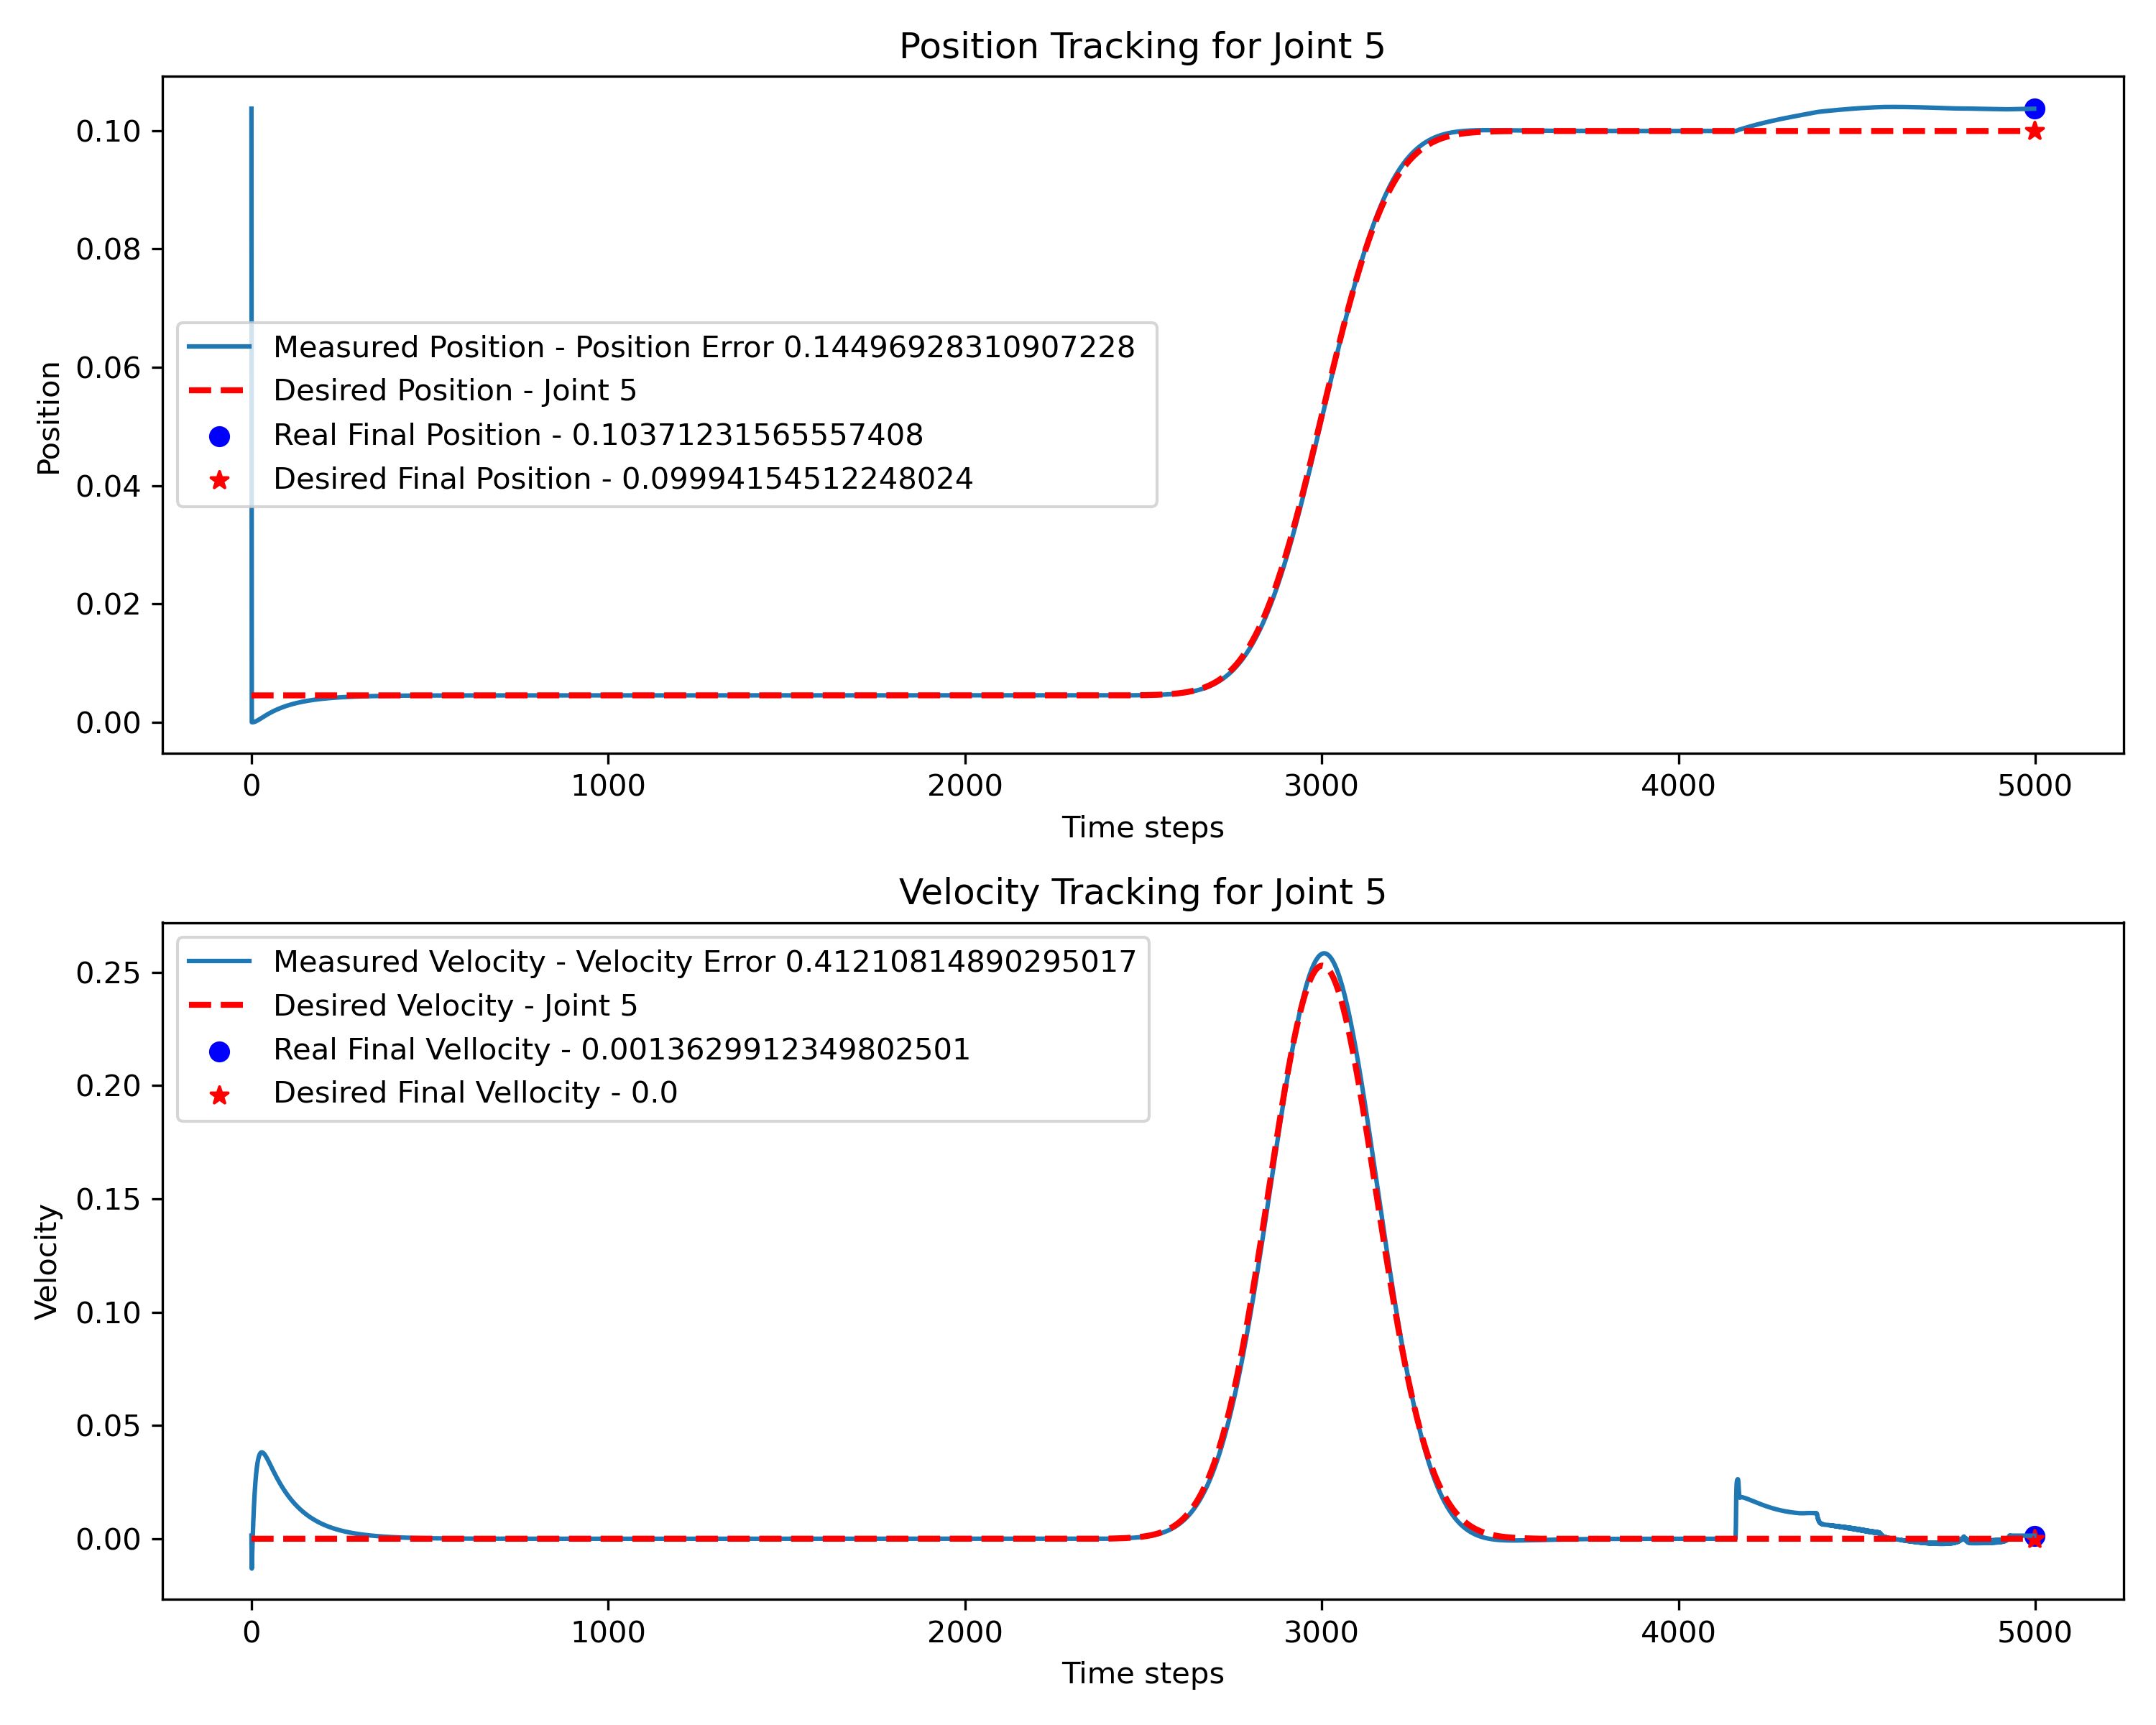 Position Tracking for Joint 5
0.10
0.08
0.06
0.04
0.02
0.00
Position
Measured Position - Position Error 0.14496928310907228
Desired Position - Joint 5
Real Final Position - 0.10371231565557408
Desired Final Position - 0.09994154512248024
0 1000 2000 3000 4000 5000
Time steps
Velocity Tracking for Joint 5
0.25
0.20
0.15
0.10
0.05
0.00
Velocity
Measured Velocity - Velocity Error 0.41210814890295017
Desired Velocity - Joint 5
Real Final Vellocity - 0.0013629912349802501
Desired Final Vellocity - 0.0
0 1000 2000 3000 4000 5000
Time steps